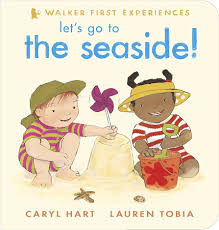 WALKER FIRST EXPERIENCES
let's go to
the seaside!
CARYL HART LAUREN TOBIA